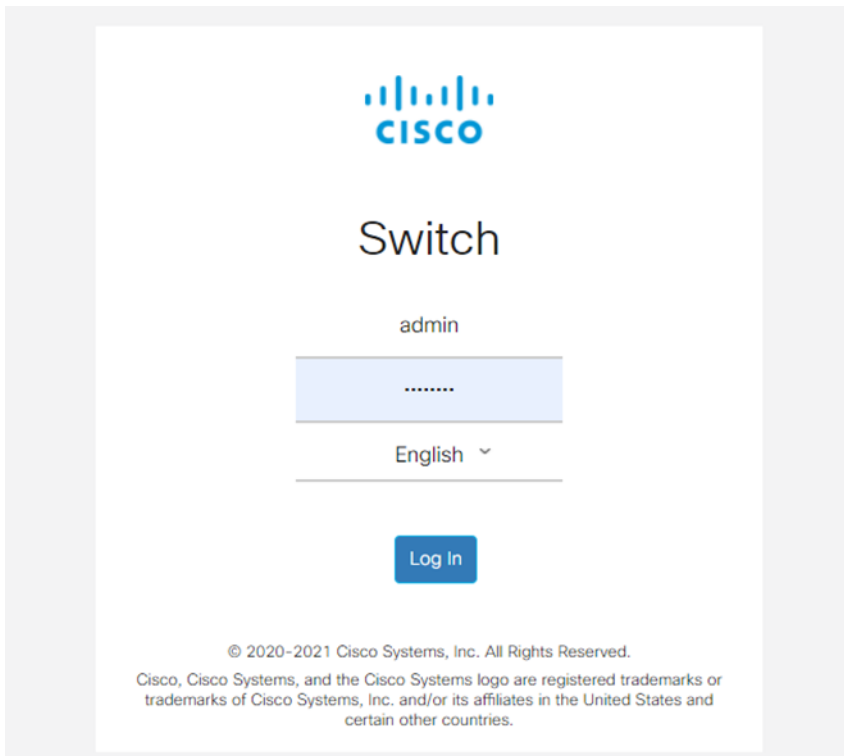 CISCO
Switch
admin
••••••••
English
Log In
© 2020-2021 Cisco Systems, Inc. All Rights Reserved.
Cisco, Cisco Systems, and the Cisco Systems logo are registered trademarks or
trademarks of Cisco Systems, Inc. and/or its affiliates in the United States and
certain other countries.